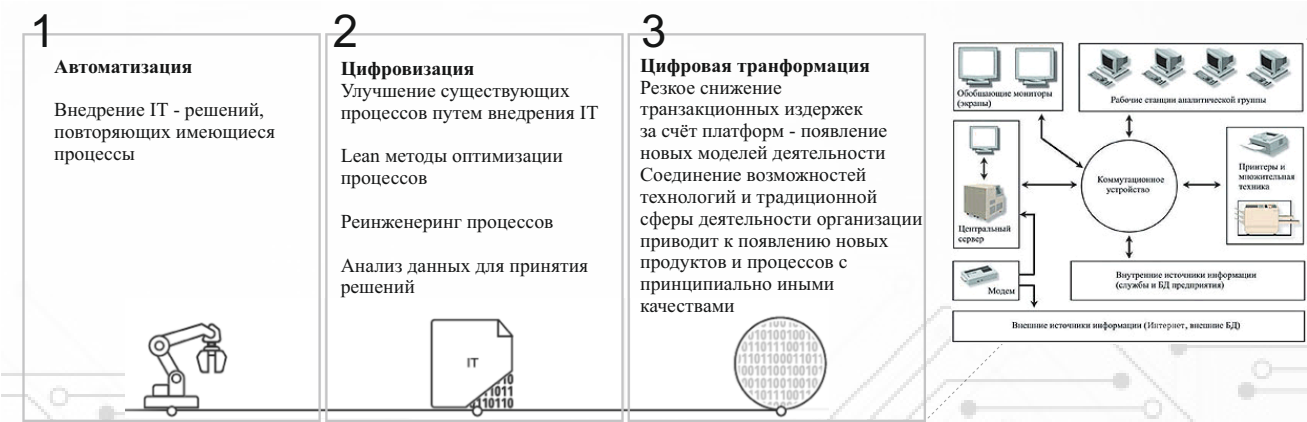 1
Автоматизация
Внедрение IT - решений,
повторяющих имеющиеся
процессы
2
Цифровизация
Улучшение существующих
процессов путем внедрения IT
Lean методы оптимизации
процессов
Реинженеринг процессов
Анализ данных для принятия
решений
IT
10
1011
110110
3
Цифровая транформация
Резкое снижение
транзакционных издержек
за счёт платформ - появление
новых моделей деятельности
Соединение возможностей
технологий и традиционной
сферы деятельности организации
приводит к появлению новых
продуктов и процессов с
принципиально иными
качествами
Обобщающие мониторы
(экраны)
Рабочие станции аналитической группы
Коммутационное
устройство
Принтеры и
множительная
техника
Центральный
сервер
Модем
Внутренние источники информации
(службы и БД предприятия)
Внешние источники информации (Интернет, внешние БД)